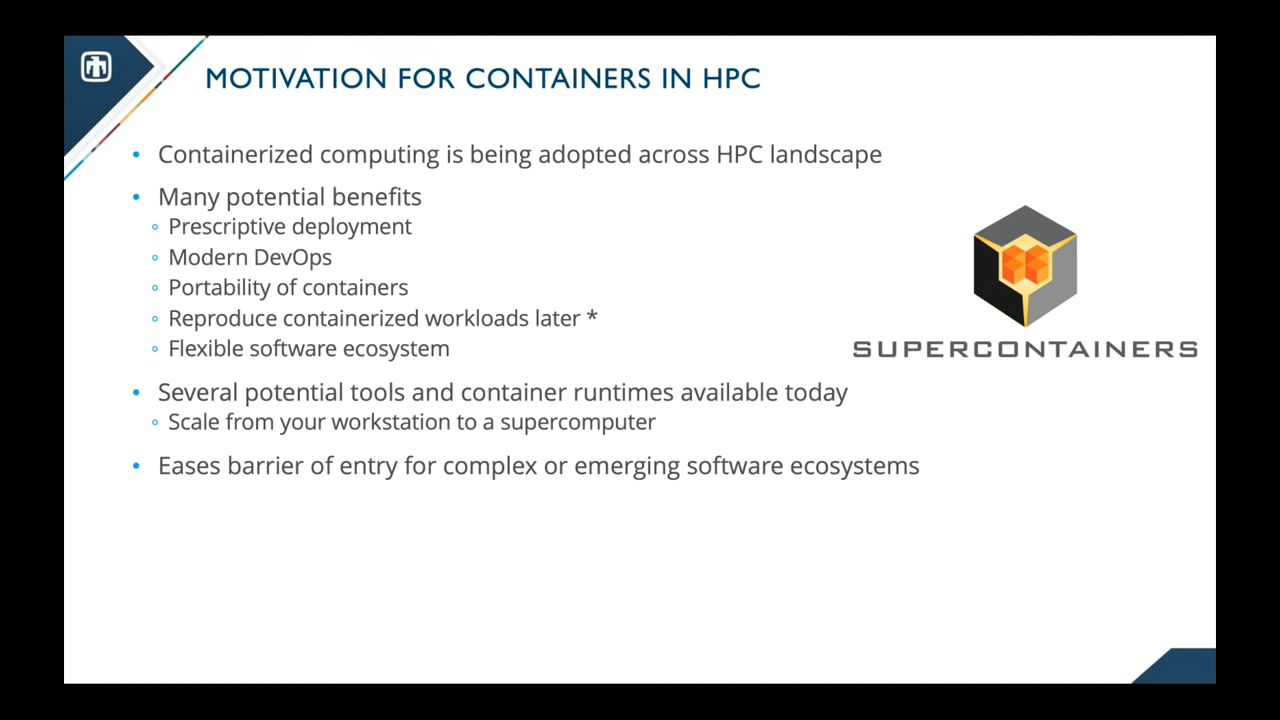 MOTIVATION FOR CONTAINERS IN HPC
• Containerized computing is being adopted across HPC landscape
• Many potential benefits
◦ Prescriptive deployment
◦ Modern DevOps
◦ Portability of containers
◦ Reproduce containerized workloads later *
◦ Flexible software ecosystem
• Several potential tools and container runtimes available today
◦ Scale from your workstation to a supercomputer
• Eases barrier of entry for complex or emerging software ecosystems
SUPERCONTAINERS